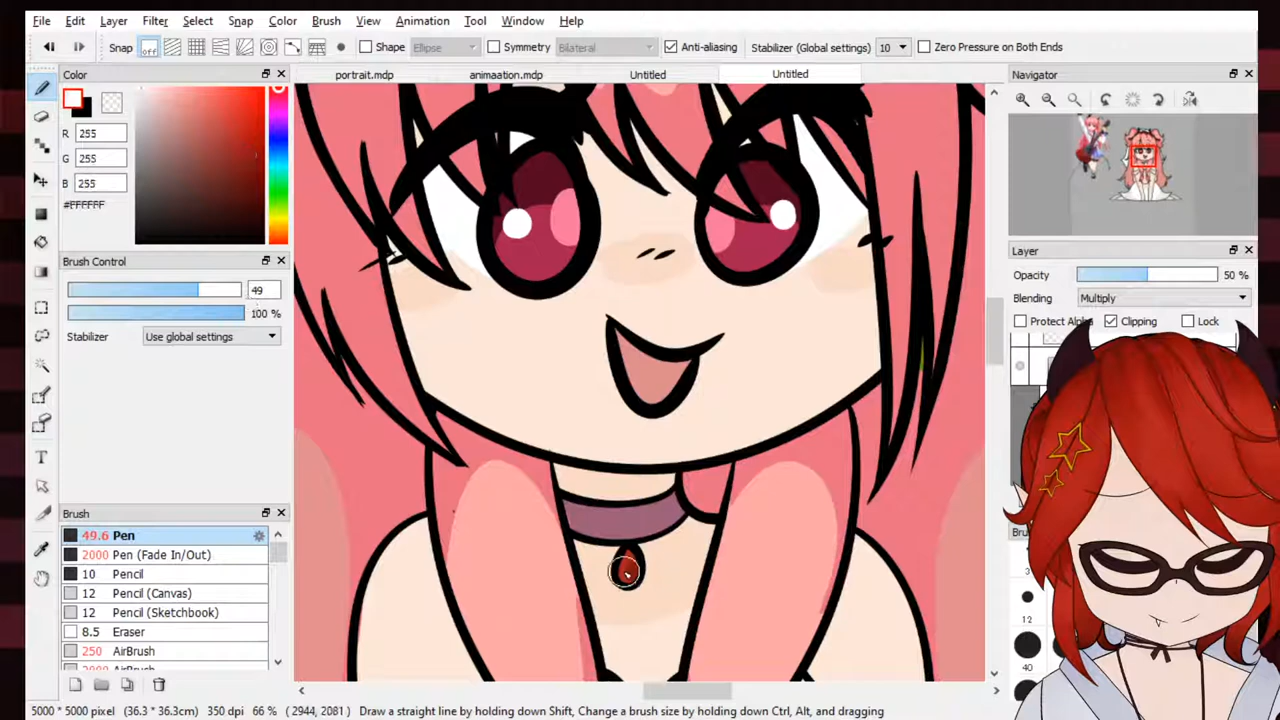 File Edit Layer Filter Select Snap Color Brush View Animation Tool Window Help
Snap off Shape Ellipse Symmetry Bilateral Anti-aliasing Stabilizer (Global settings) 10 Zero Pressure on Both Ends
Color
portrait.mdp animaation.mdp Untitled Untitled
Navigator
R 255
G 255
B 255
#FFFFFF
Brush Control
49
100 %
Stabilizer Use global settings
Layer
Opacity 50 %
Blending Multiply
Protect Alpha Clipping Lock
Brush
49.6 Pen
2000 Pen (Fade In/Out)
10 Pencil
12 Pencil (Canvas)
12 Pencil (Sketchbook)
8.5 Eraser
250 AirBrush
AirBrush
12
40
5000 * 5000 pixel (36.3 * 36.3cm) 350 dpi 66 % ( 2944, 2081 ) Draw a straight line by holding down Shift, Change a brush size by holding down Ctrl, Alt, and dragging